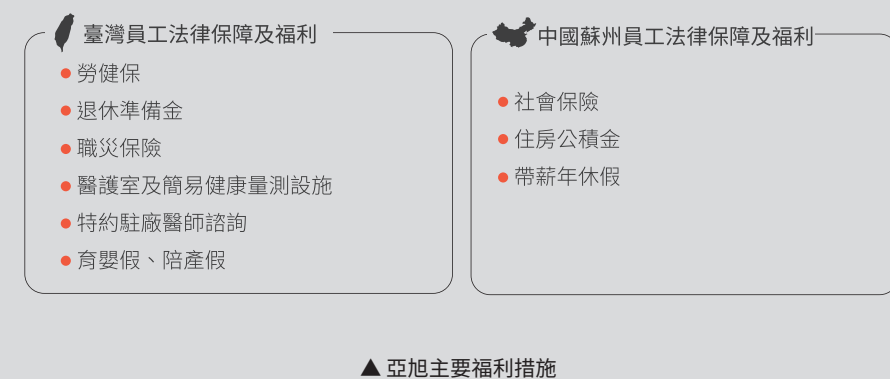 臺灣員工法律保障及福利
勞健保
退休準備金
職災保險
醫護室及簡易健康量測設施
特約駐廠醫師諮詢
育嬰假、陪產假
中國蘇州員工法律保障及福利
社會保險
住房公積金
帶薪年休假
▲ 亞旭主要福利措施